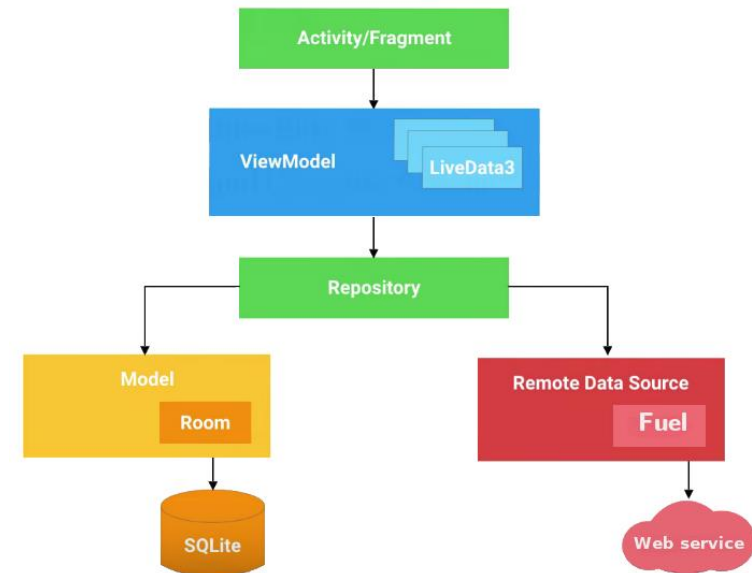 Activity/Fragment
ViewModel
LiveData3
Repository
Model
Room
Remote Data Source
Fuel
SQLite
Web service